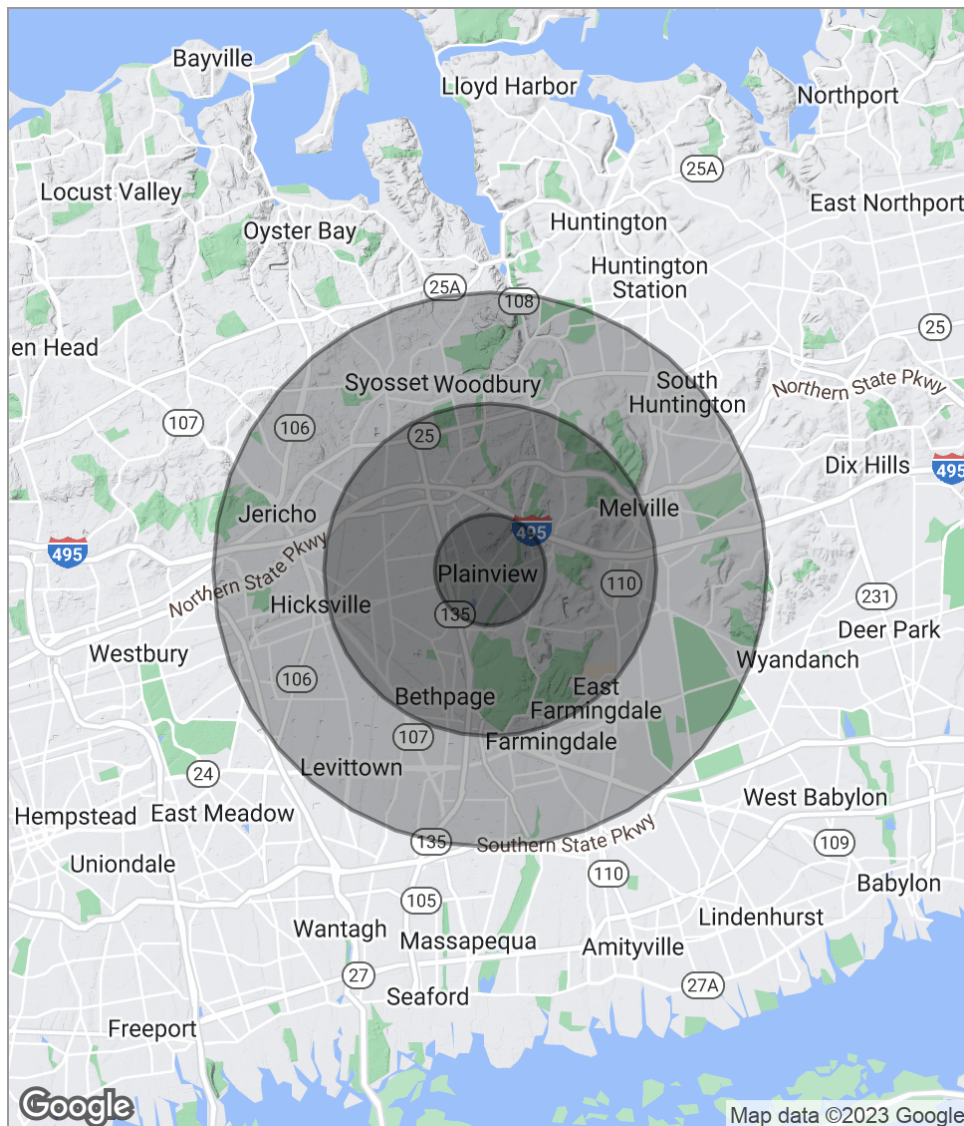 Bayville
Lloyd Harbor
Northport
25A
Locust Valley
East Northport
Oyster Bay
Huntington
Huntington
Station
25A
108
25
en Head
Syosset
Woodbury
South
Huntington
Northern State Pkwy
107
106
25
Dix Hills
495
Jericho
Melville
495
495
Northern State Pkwy
Plainview
110
Hicksville
135
231
Deer Park
Westbury
Wyandanch
106
Bethpage
East
Farmingdale
107
Farmingdale
Levittown
24
Hempstead
East Meadow
West Babylon
135
Southern State Pkwy
109
Uniondale
110
Babylon
105
Lindenhurst
Wantagh
Massapequa
Amityville
27
27A
Seaford
Freeport
Google
Map data ©2023 Google